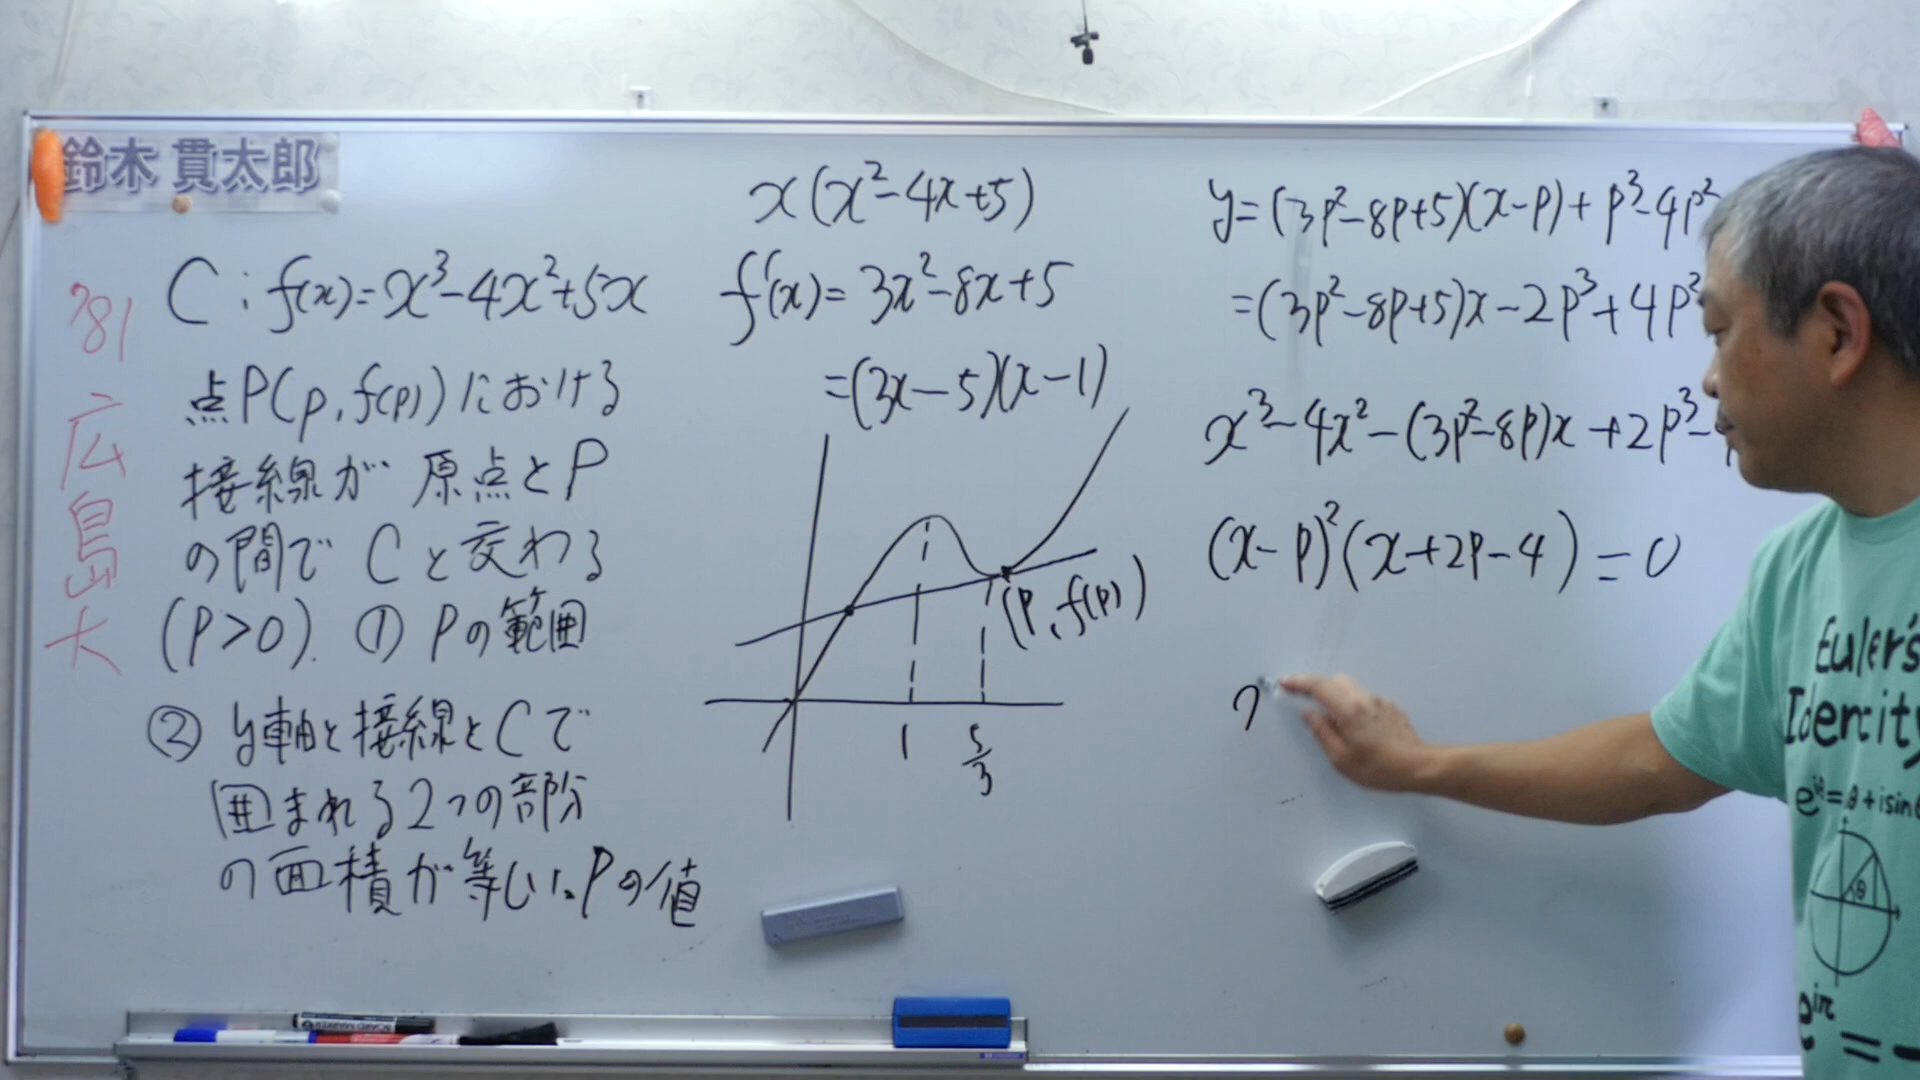 鈴木 貫太郎
'81 広島大
C: f(x)=x³-4x²+5x
点P(p,f(p))における
接線が原点とP
の間でCと交わる
(P>0). ① Pの範囲
② y軸と接線とCで
囲まれる2つの部分
の面積が等しいPの値
x(x²-4x+5)
f'(x)=3x²-8x+5
=(3x-5)(x-1)
(P,f(p))
1
5/3
y=(3p²-8p+5)(x-p)+p³-4p²
=(3p²-8p+5)x-2p³+4p²
x³-4x²-(3p²-8p)x+2p³-
(x-p)²(x+2p-4)=0
Euler's
Identity
θ